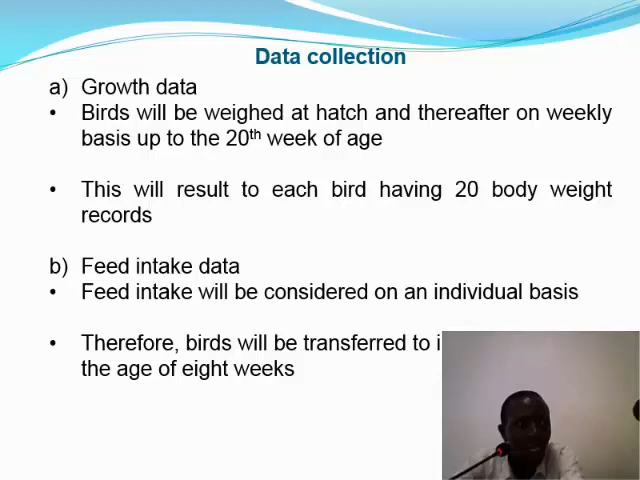 Data collection
a) Growth data
• Birds will be weighed at hatch and thereafter on weekly
basis up to the 20th week of age
• This will result to each bird having 20 body weight
records
b) Feed intake data
• Feed intake will be considered on an individual basis
• Therefore, birds will be transferred to
the age of eight weeks